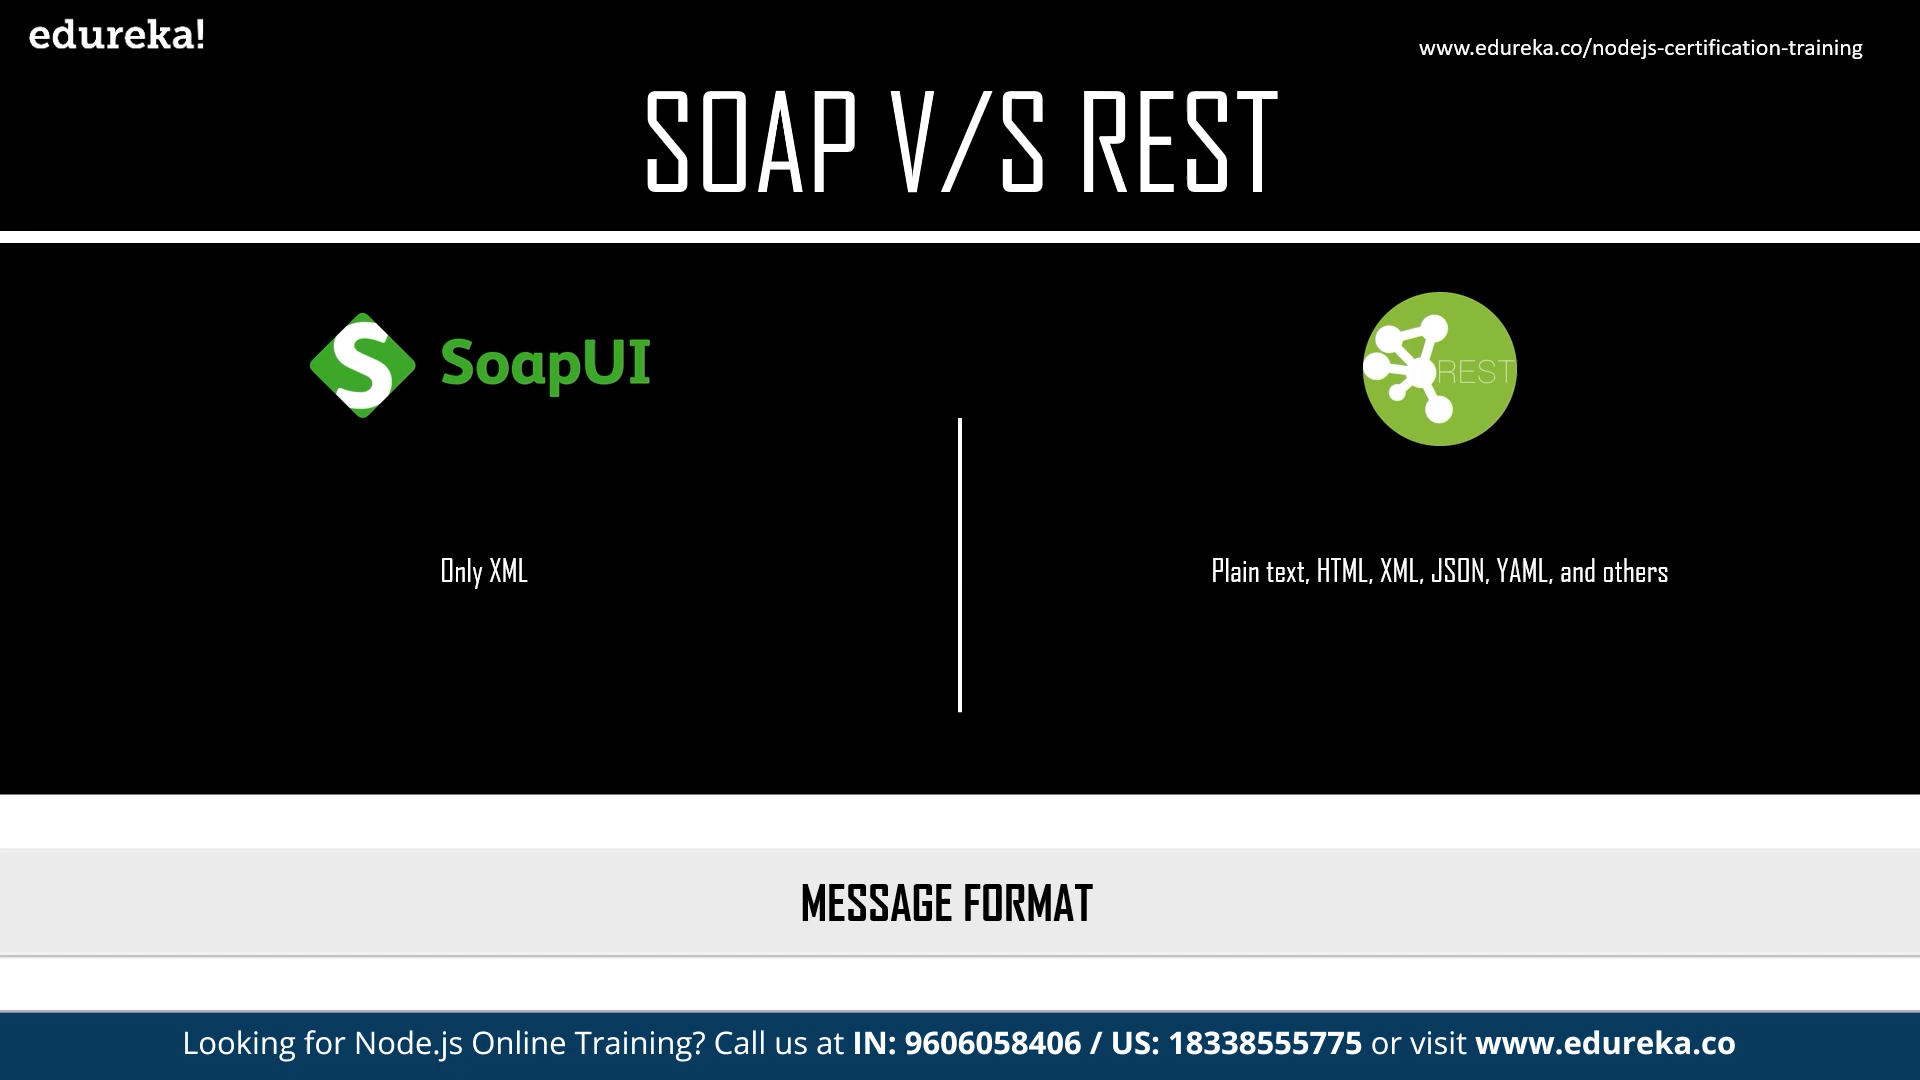 edureka!
www.edureka.co/nodejs-certification-training
SOAP V/S REST
S SoapUI
REST
Only XML
Plain text, HTML, XML, JSON, YAML, and others
MESSAGE FORMAT
Looking for Node.js Online Training? Call us at IN: 9606058406 / US: 18338555775 or visit www.edureka.co